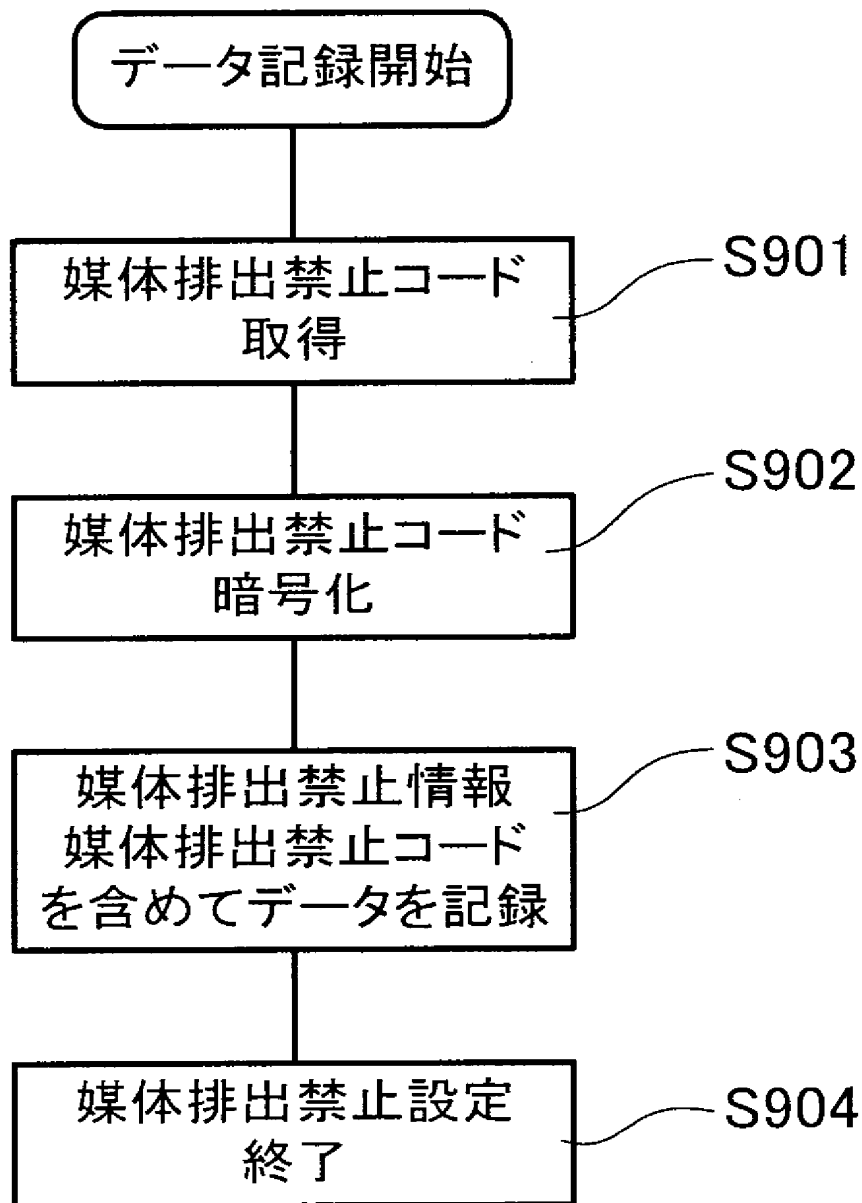 データ記録開始
媒体排出禁止コード
取得
S901
媒体排出禁止コード
暗号化
S902
媒体排出禁止情報
媒体排出禁止コード
を含めてデータを記録
S903
媒体排出禁止設定
終了
S904